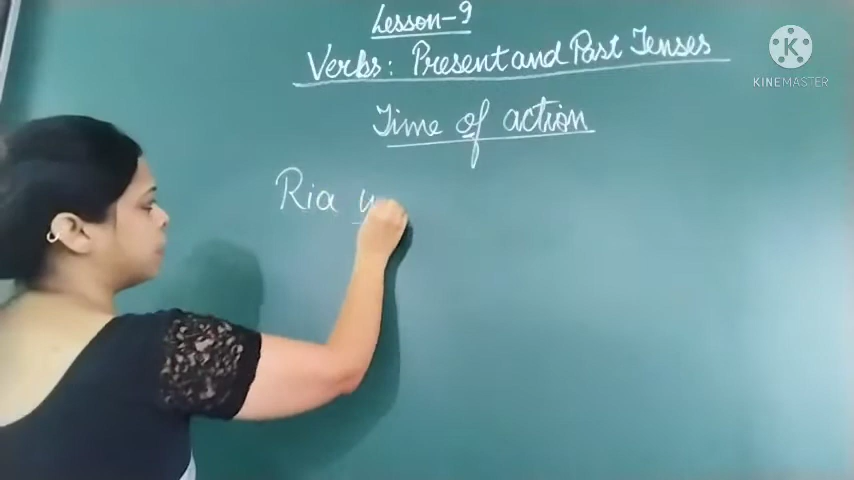 Lesson-9
Verbs: Present and Past Tenses
Time of action
Ria
K
KINEMASTER